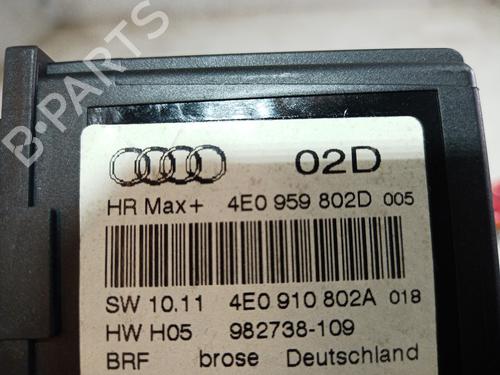 B-PARTS
02D
HR Max+ 4E0 959 802D 005
SW 10.11 4E0 910 802A 018
HW H05 982738-109
BRF brose Deutschland